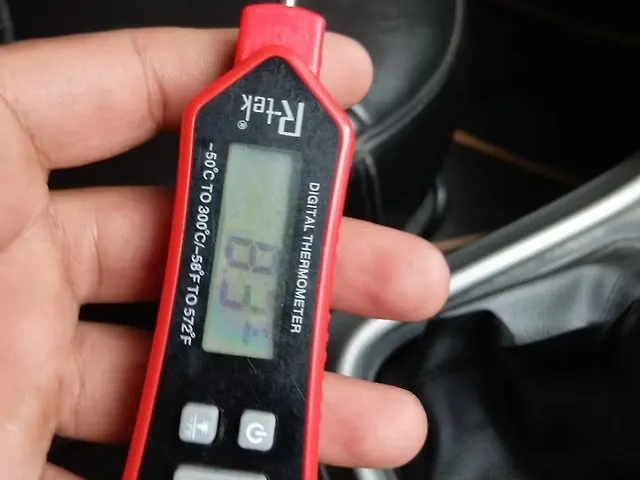 R-tek®
DIGITAL THERMOMETER
-50°C TO 300°C/-58°F TO 572°F